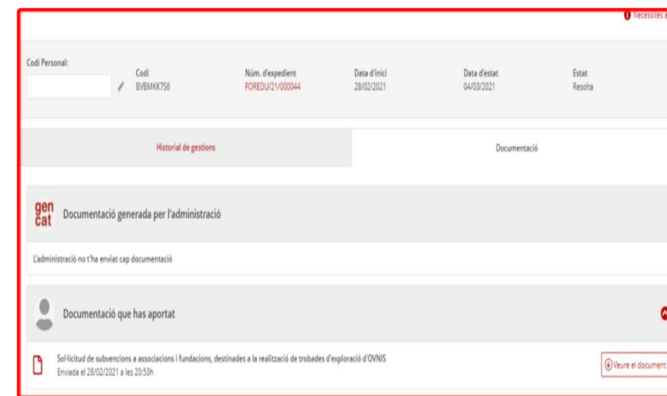 Necessites a
Codi Personal:
Codi
Núm. d'expedient
Data d'inici
Data d'estat
Estat
BVBMKK7S6
FOREDU/21/000044
28/02/2021
04/03/2021
Resolta
Historial de gestions
Documentació
gen
cat
Documentació generada per l'administració
L'administració no t'ha enviat cap documentació
Documentació que has aportat
Sol·licitud de subvencions a associacions i fundacions, destinades a la realització de trobades d'exploració d'OVNIS
Enviada el 28/02/2021 a les 20:53h
Veure el document